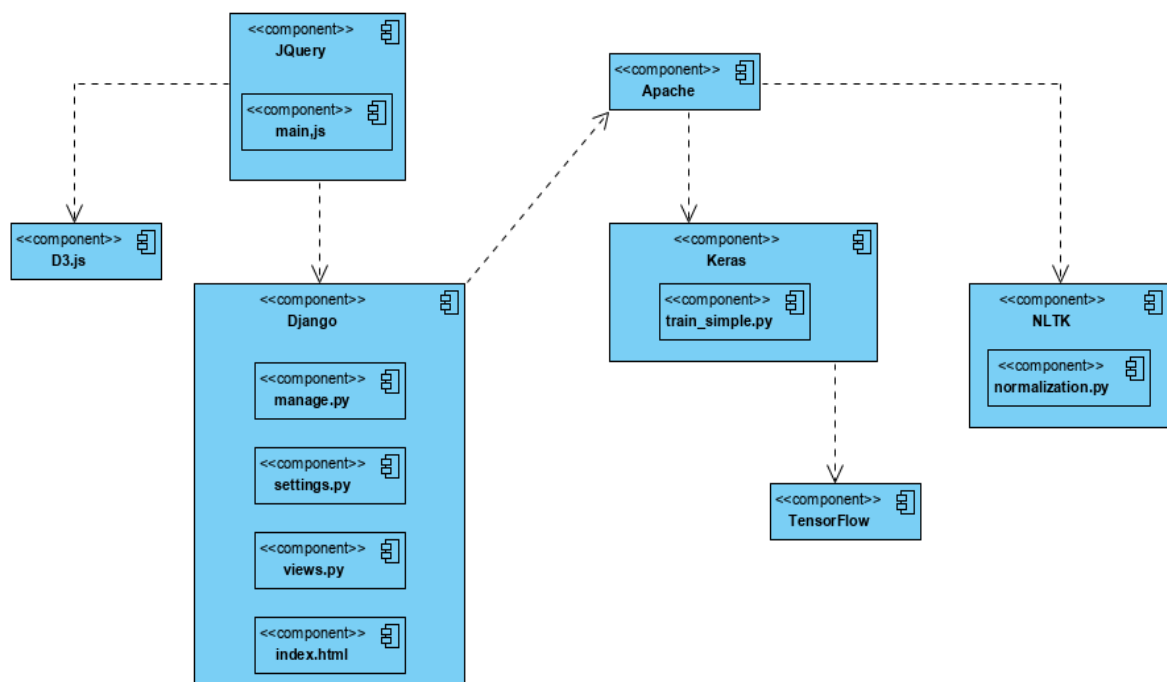 <<component>>
JQuery
<<component>>
main,js
<<component>>
Apache
<<component>>
D3.js
<<component>>
Django
<<component>>
manage.py
<<component>>
settings.py
<<component>>
views.py
<<component>>
index.html
<<component>>
Keras
<<component>>
train_simple.py
<<component>>
NLTK
<<component>>
normalization.py
<<component>>
TensorFlow